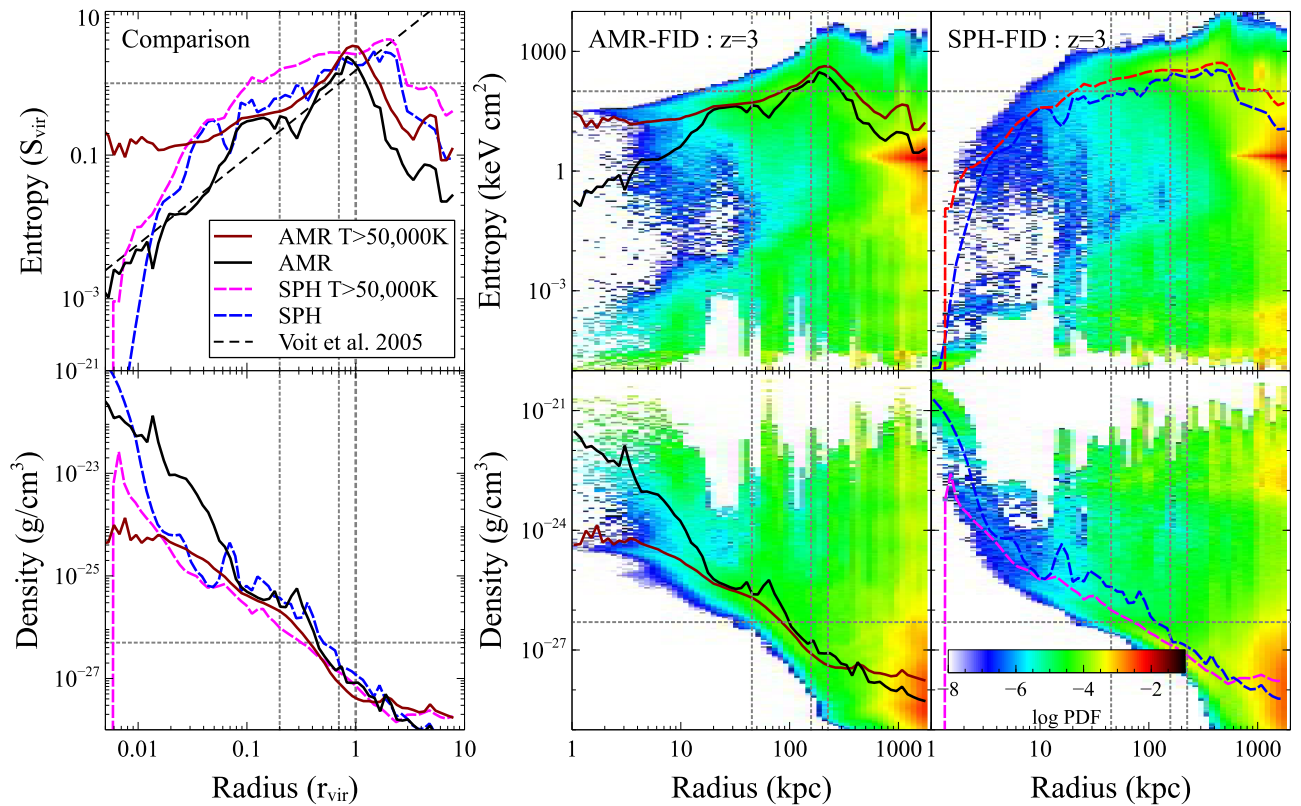 Comparison
AMR-FID : z=3
SPH-FID : z=3
Entropy (S_vir)
0.1
10⁻³
10⁻²¹
AMR T>50,000K
AMR
SPH T>50,000K
SPH
Voit et al. 2005
Entropy (keV cm²)
1000
1
10⁻³
Density (g/cm³)
10⁻²³
10⁻²⁴
10⁻²⁵
10⁻²⁷
Density (g/cm³)
10⁻²¹
10⁻²⁴
10⁻²⁷
−8 −6 −4 −2
log PDF
0.01 0.1 1.0 10
1 10 100 1000
1 10 100 1000
Radius (r_vir)
Radius (kpc)
Radius (kpc)